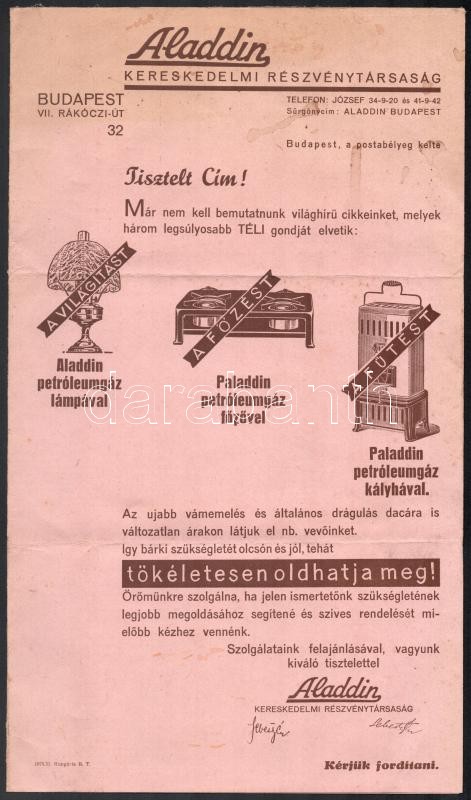 Aladdin
KERESKEDELMI RÉSZVÉNYTÁRSASÁG
BUDAPEST
VII. RÁKÓCZI-ÚT
32
TELEFON: JÓZSEF 34-9-20 és 41-9-42
Sürgönycím: ALADDIN BUDAPEST
Budapest, a postabélyeg kelte
Tisztelt Cím!
Már nem kell bemutatnunk világhirü cikkeinket, melyek
három legsúlyosabb TÉLI gondját elvetik:
A VILÁGITÁST
Aladdin
petróleumgáz
lámpával
A FŐZÉST
Paladdin
petróleumgáz
főzővel
A FŰTÉST
Paladdin
petróleumgáz
kályhával.
darabanth
Az ujabb vámemelés és általános drágulás dacára is
változatlan árakon látjuk el nb. vevőinket.
Igy bárki szükségletét olcsón és jól, tehát
tökéletesen oldhatja meg!
Örömünkre szolgálna, ha jelen ismertetőnk szükségletének
legjobb megoldásához segítené és szives rendelését mi-
előbb kézhez vennénk.
Szolgálataink felajánlásával, vagyunk
kiváló tisztelettel
Aladdin
KERESKEDELMI RÉSZVÉNYTÁRSASÁG
Hungária R. T.
Kérjük fordítani.